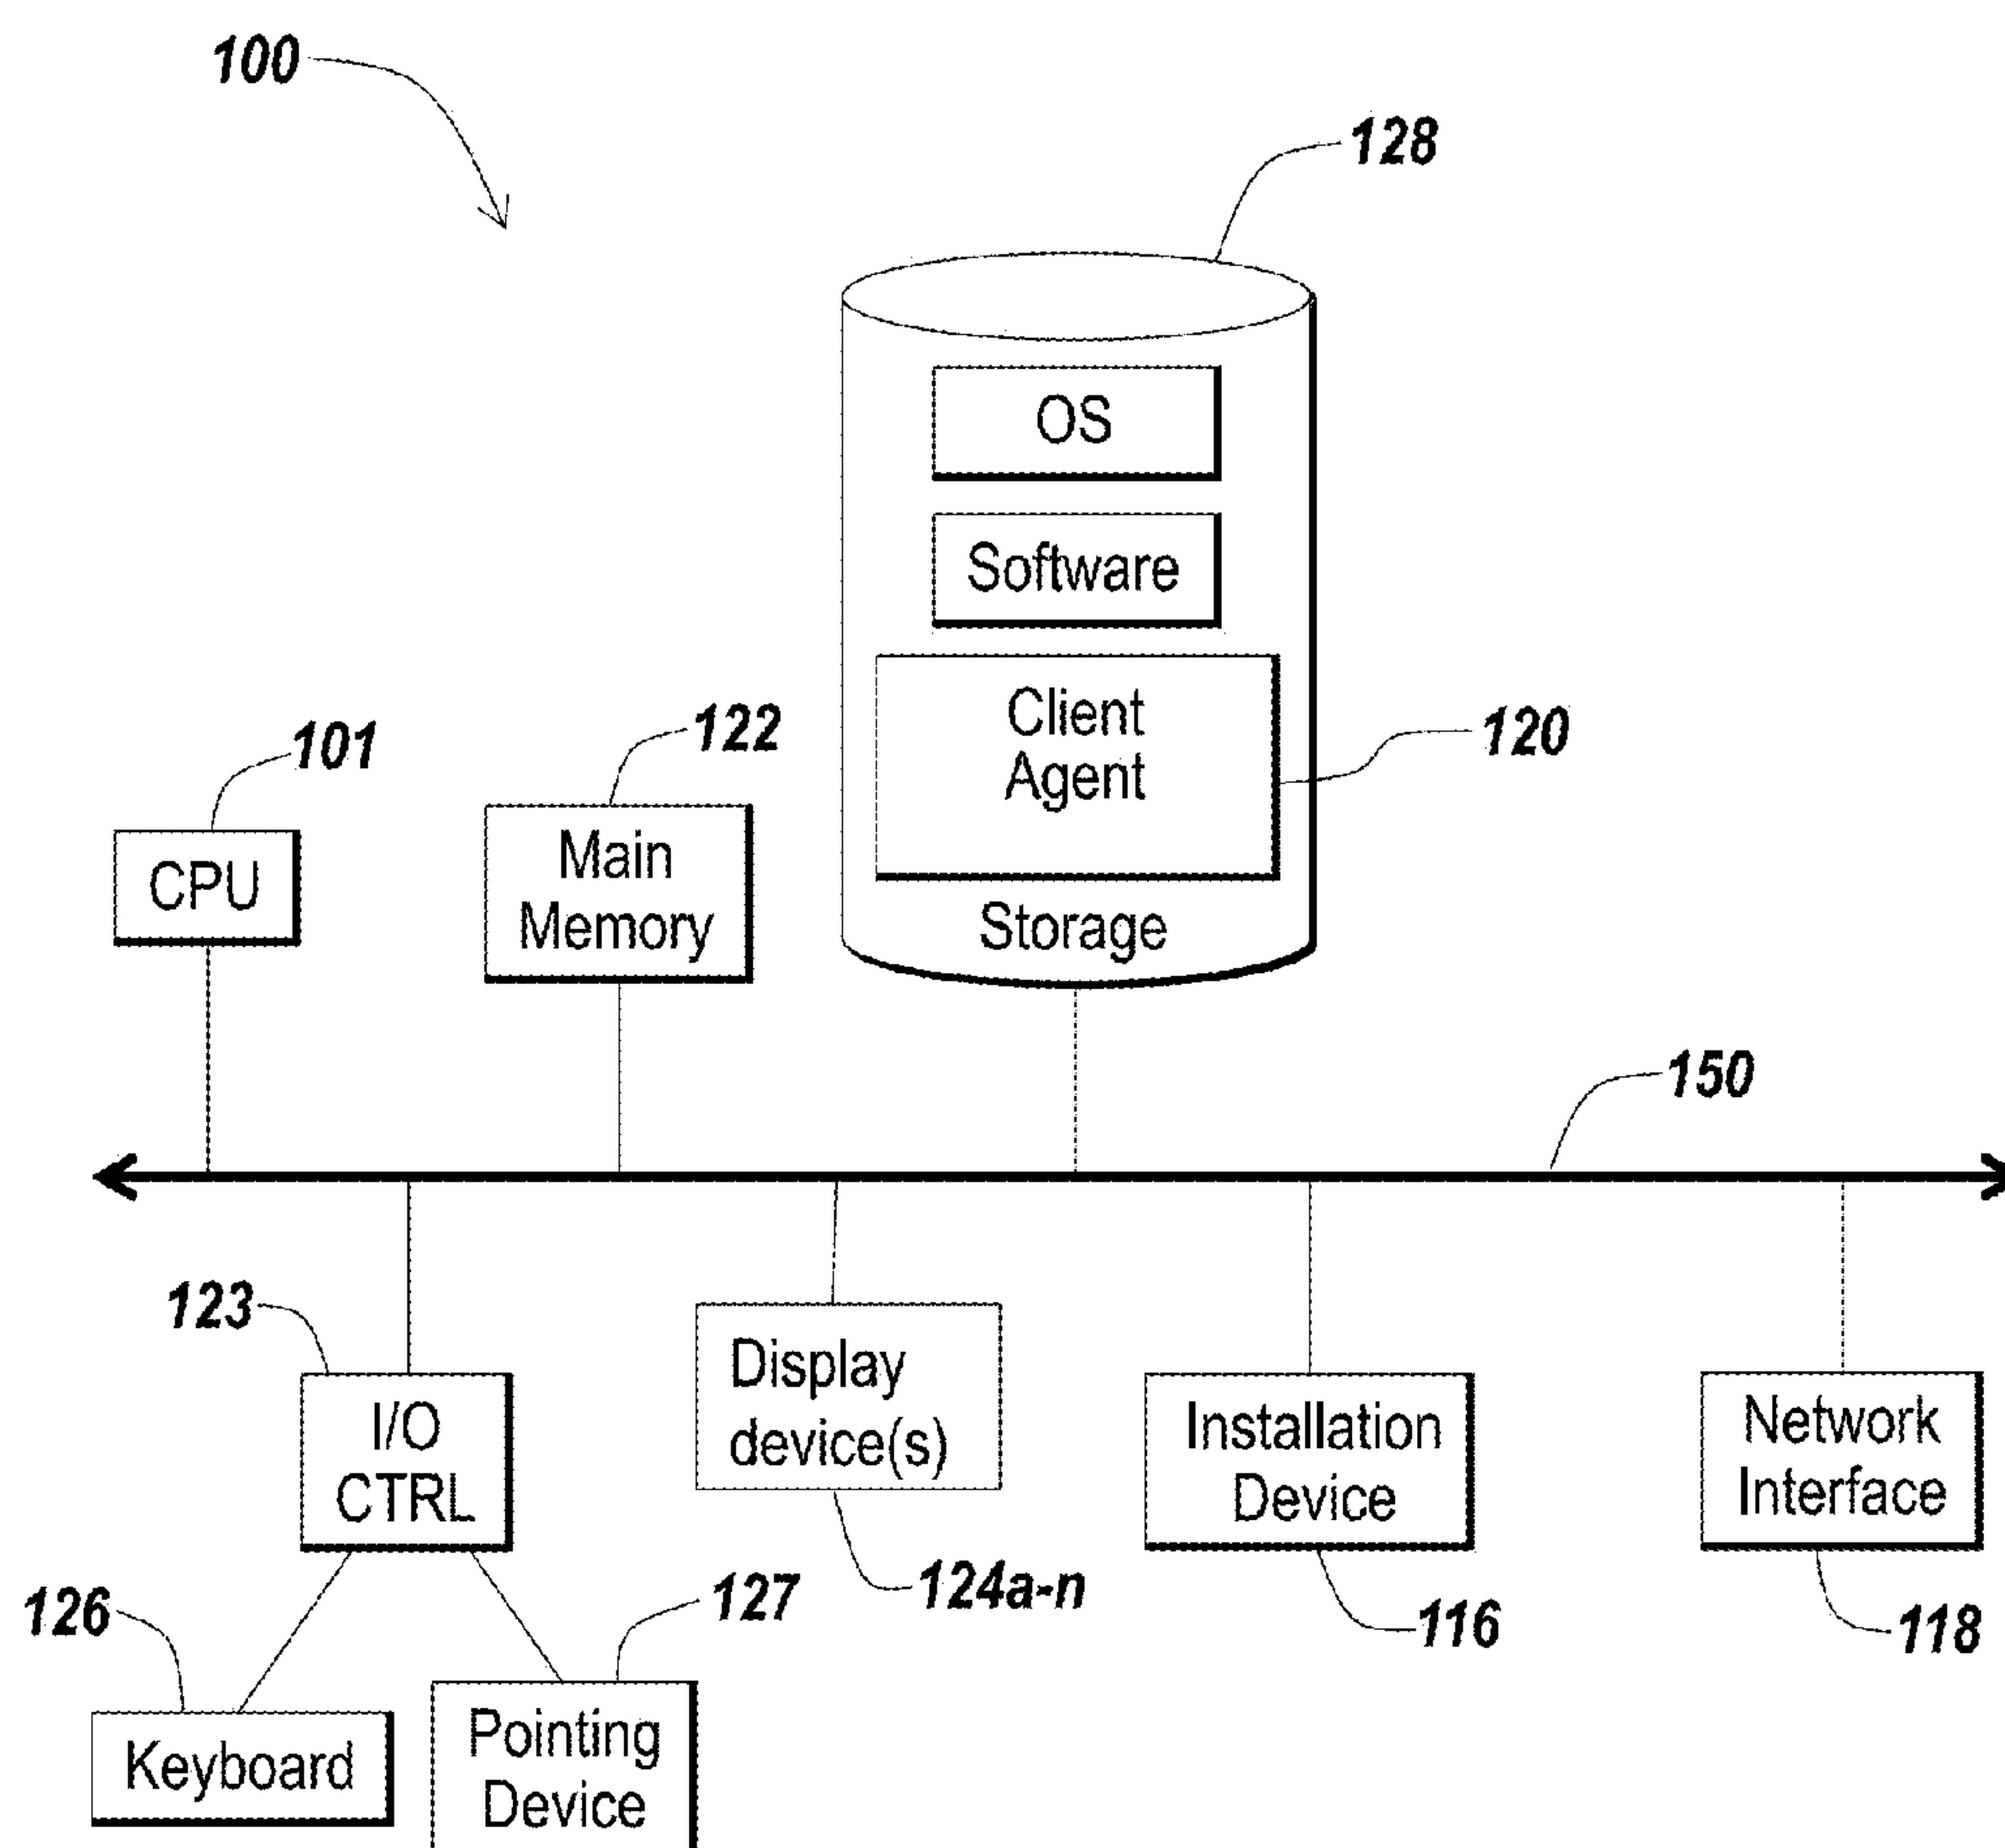 100
128
OS
Software
Client
Agent
120
Storage
101
CPU
122
Main
Memory
150
123
I/O
CTRL
Display
device(s)
124a-n
Installation
Device
116
Network
Interface
118
126
Keyboard
127
Pointing
Device